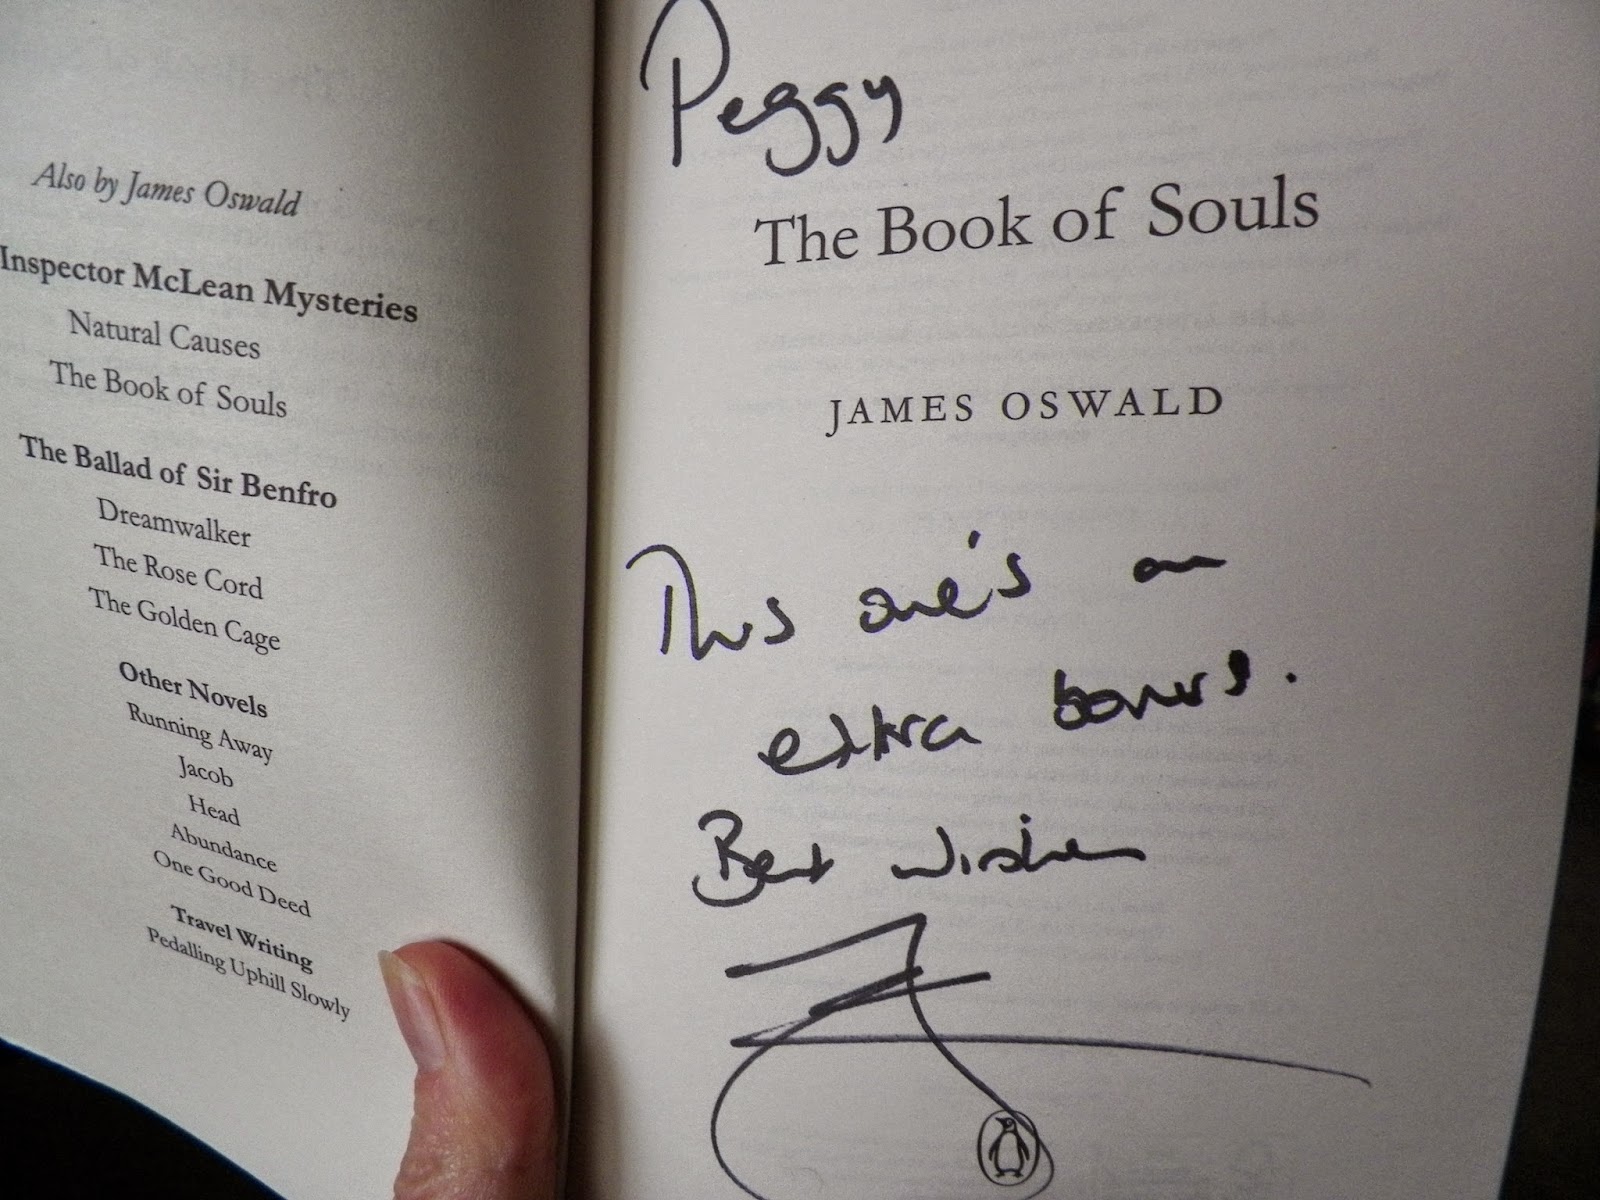 Also by James Oswald
Inspector McLean Mysteries
Natural Causes
The Book of Souls
The Ballad of Sir Benfro
Dreamwalker
The Rose Cord
The Golden Cage
Other Novels
Running Away
Jacob
Head
Abundance
One Good Deed
Travel Writing
Pedalling Uphill Slowly
Peggy
The Book of Souls
JAMES OSWALD
This one's an
extra bonus.
Best wishes